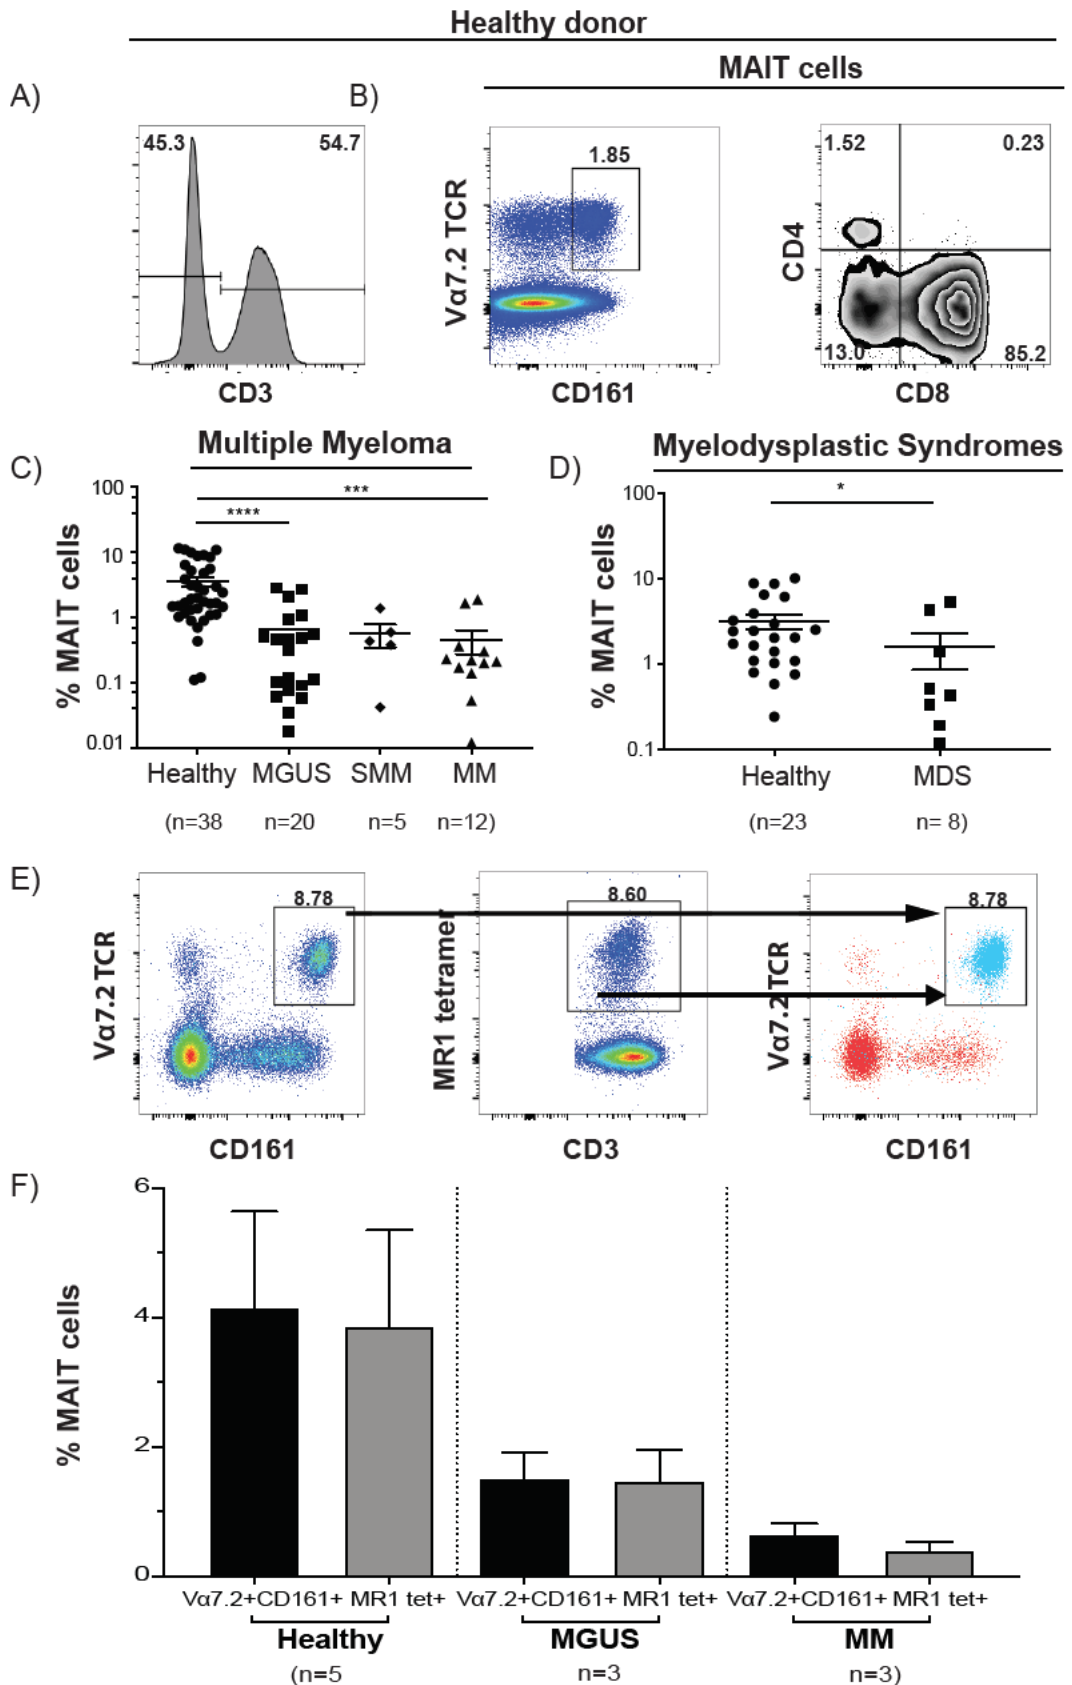 Healthy donor
MAIT cells
A)
B)
45.3 54.7
CD3
1.85
Vα7.2 TCR
CD161
1.52 0.23
13.0 85.2
CD4
CD8
C)
Multiple Myeloma
***
****
% MAIT cells
100
10
1
0.1
0.01
Healthy MGUS SMM MM
(n=38 n=20 n=5 n=12)
D)
Myelodysplastic Syndromes
*
% MAIT cells
100
10
1
0.1
Healthy MDS
(n=23 n= 8)
E)
8.78
Vα7.2 TCR
CD161
8.60
MR1 tetramer
CD3
8.78
Vα7.2 TCR
CD161
F)
% MAIT cells
6
4
2
0
Vα7.2+CD161+ MR1 tet+ Vα7.2+CD161+ MR1 tet+ Vα7.2+CD161+ MR1 tet+
Healthy MGUS MM
(n=5 n=3 n=3)